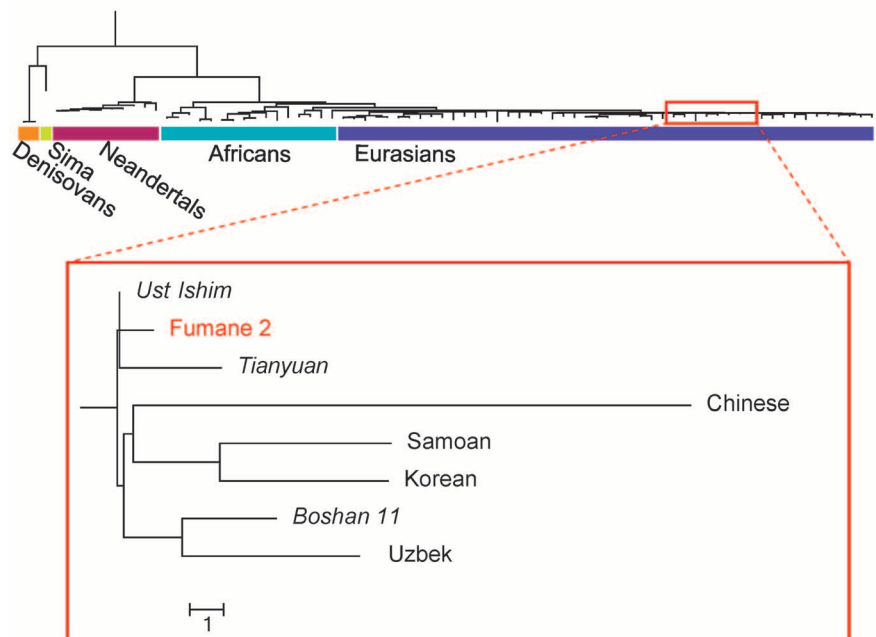 Denisovans
Sima
Neandertals
Africans
Eurasians
Ust Ishim
Fumane 2
Tianyuan
Chinese
Samoan
Korean
Boshan 11
Uzbek
1